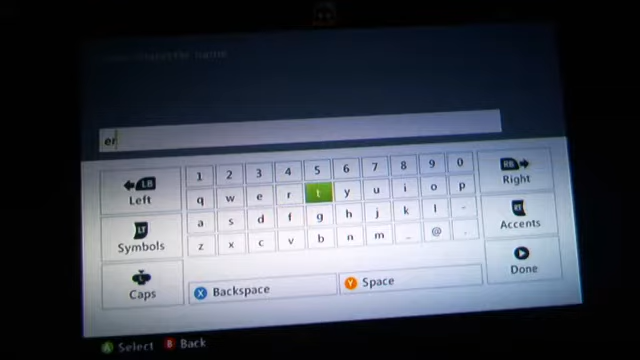 er
LB
Left
1 2 3 4 5 6 7 8 9 0
RB
Right
q w e r t y u i o p
LT
Symbols
a s d f g h j k l -
RT
Accents
z x c v b n m _ @ .
L
Caps
X Backspace
Y Space
Done
A Select B Back